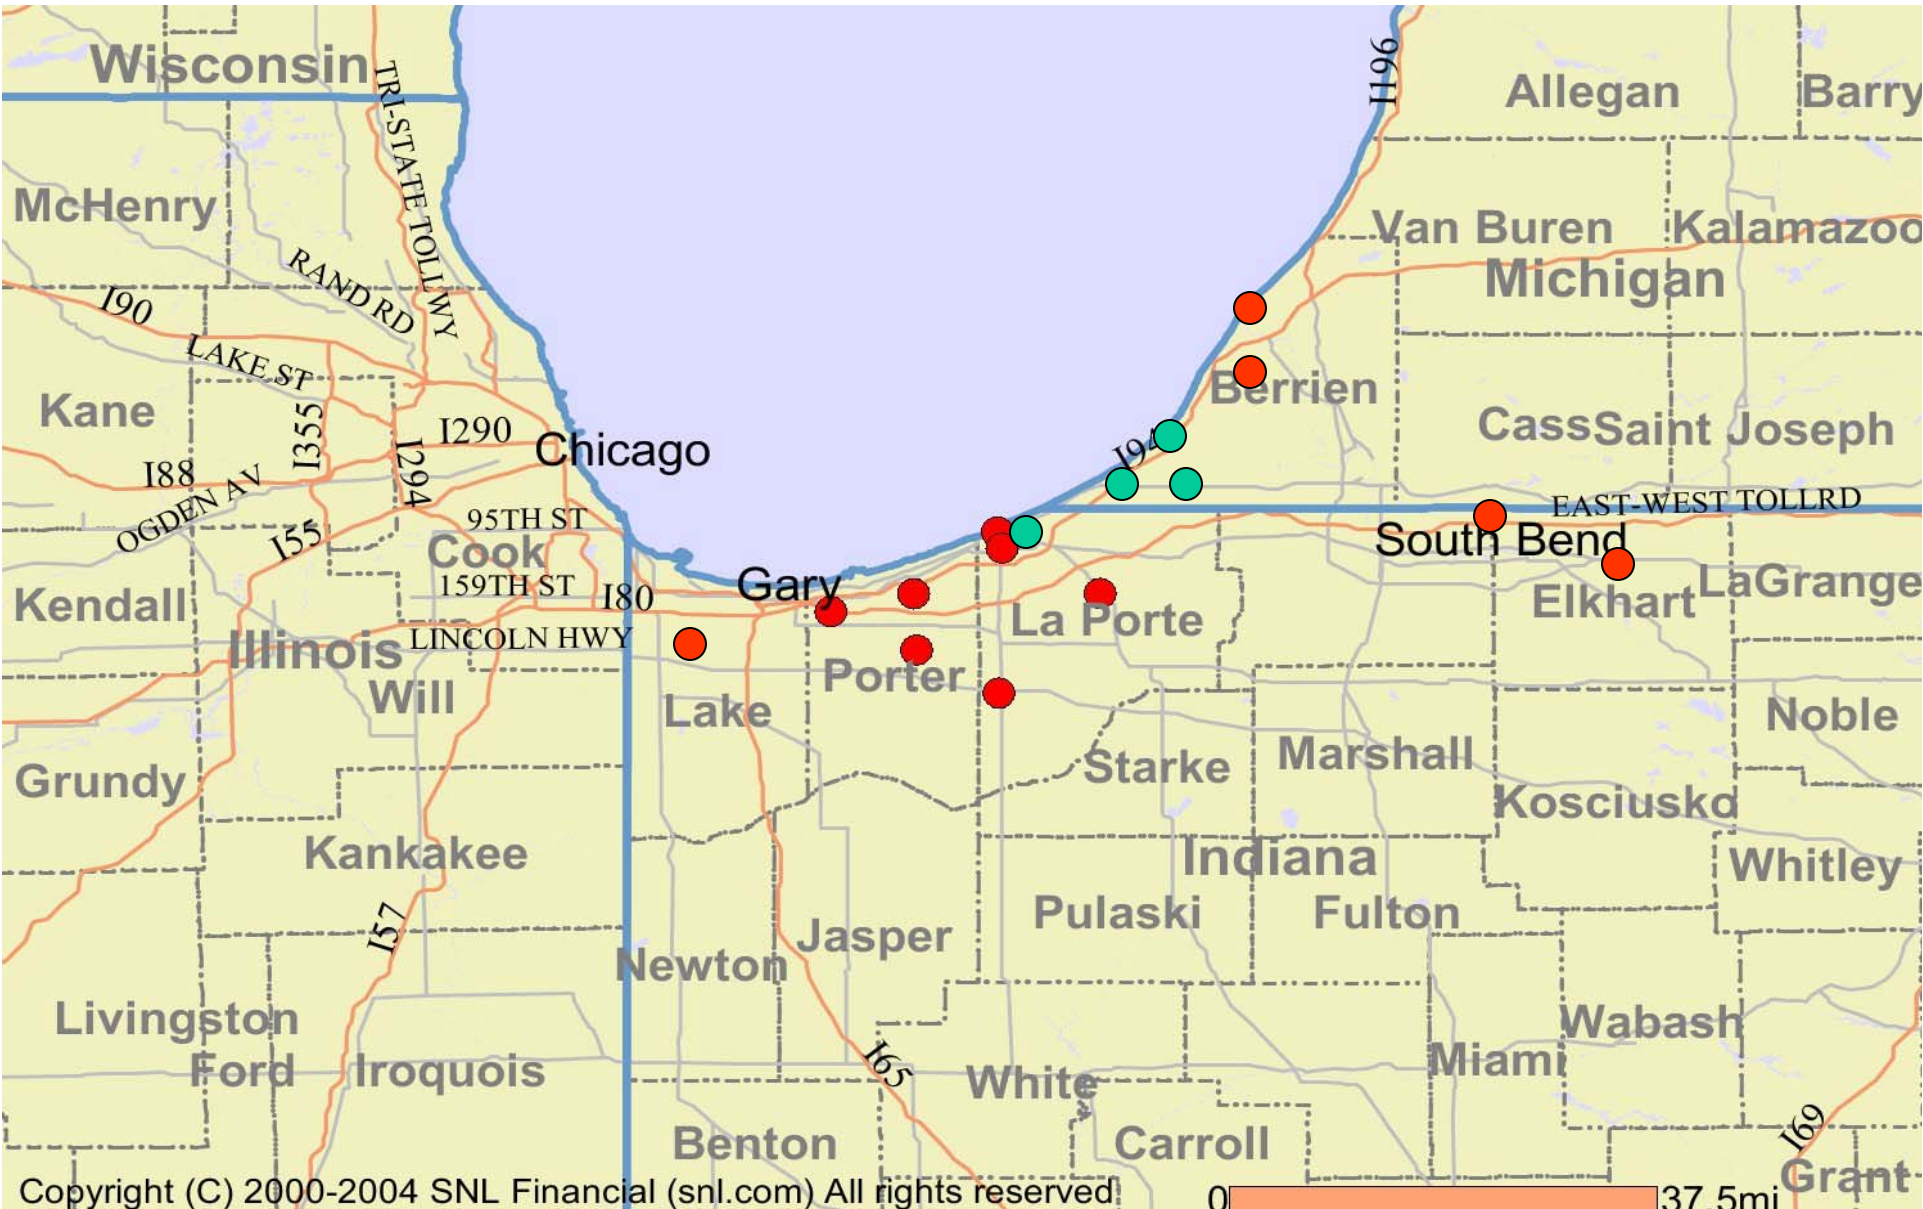 Wisconsin
TRI-STATE TOLLWY
I196
Allegan
Barry
McHenry
Van Buren
Kalamazoo
Michigan
I90
RAND RD
LAKE ST
Kane
I355
I290
Chicago
I294
I88
OGDEN AV
I55
Berrien
CassSaint Joseph
I94
95TH ST
EAST-WEST TOLLRD
South Bend
Cook
159TH ST
I80
Gary
Kendall
Elkhart
LaGrange
La Porte
LINCOLN HWY
Illinois
Will
Porter
Lake
Noble
Grundy
Starke
Marshall
Kosciusko
Kankakee
Indiana
Whitley
Pulaski
Fulton
I57
Jasper
Newton
Livingston
Wabash
Ford
Iroquois
I65
White
Miami
Benton
Carroll
I69
Grant
Copyright (C) 2000-2004 SNL Financial (snl.com) All rights reserved
0 37.5mi